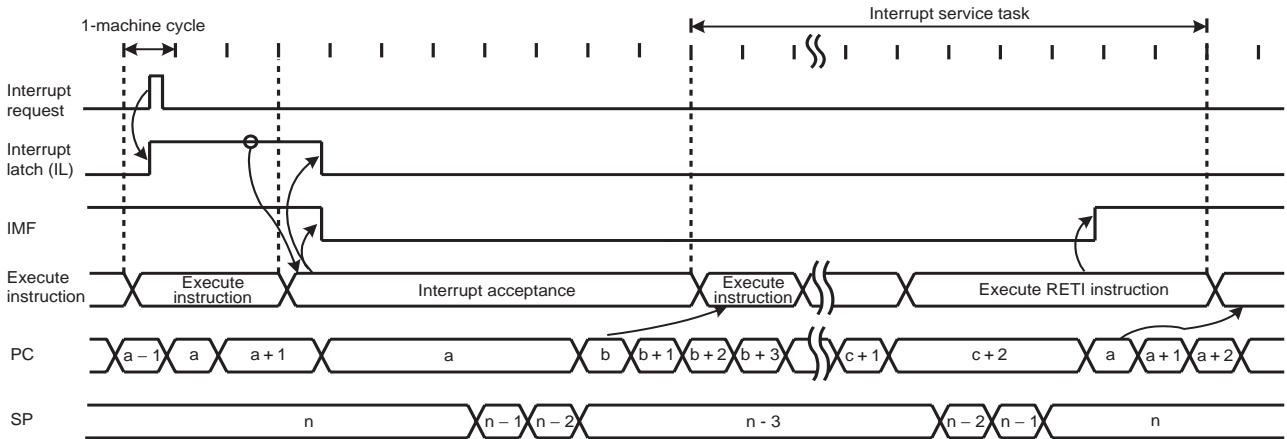 1-machine cycle
Interrupt service task
Interrupt
request
Interrupt
latch (IL)
IMF
Execute
instruction
Execute
instruction
Interrupt acceptance
Execute
instruction
Execute RETI instruction
PC
a − 1
a
a + 1
a
b
b + 1
b + 2
b + 3
c + 1
c + 2
a
a + 1
a + 2
SP
n
n − 1
n − 2
n - 3
n − 2
n − 1
n